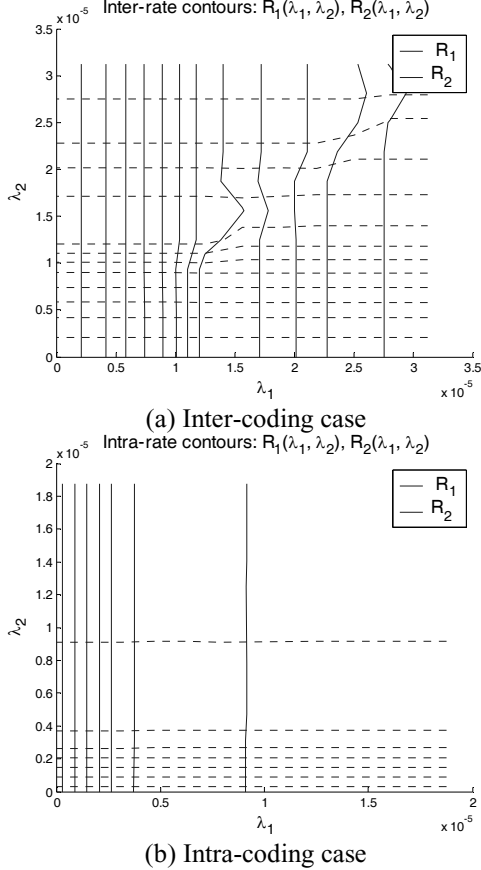 Inter-rate contours: R₁(λ₁, λ₂), R₂(λ₁, λ₂)
x 10⁻⁵
3.5
3
2.5
2
1.5
1
0.5
0
λ₂
R₁
R₂
0 0.5 1 1.5 2 2.5 3 3.5
λ₁
x 10⁻⁵
(a) Inter-coding case
Intra-rate contours: R₁(λ₁, λ₂), R₂(λ₁, λ₂)
x 10⁻⁵
2
1.8
1.6
1.4
1.2
1
0.8
0.6
0.4
0.2
0
λ₂
R₁
R₂
0 0.5 1 1.5 2
λ₁
x 10⁻⁵
(b) Intra-coding case